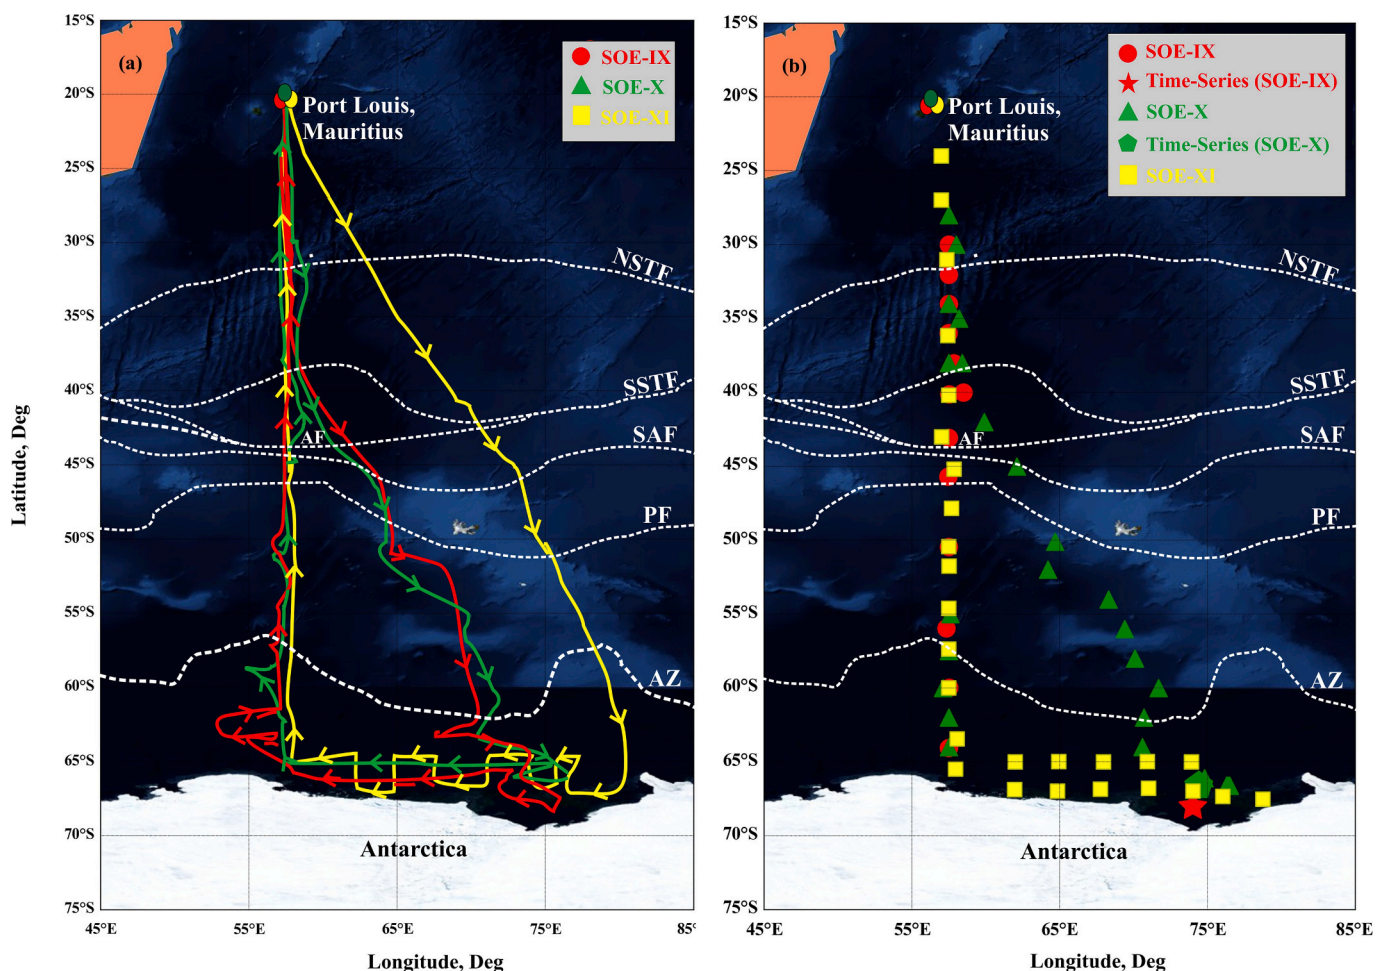 15°S
20°S
25°S
30°S
35°S
40°S
45°S
50°S
55°S
60°S
65°S
70°S
75°S
Latitude, Deg
(a)
SOE-IX
SOE-X
SOE-XI
Port Louis,
Mauritius
NSTF
SSTF
AF
SAF
PF
AZ
Antarctica
45°E
55°E
65°E
75°E
85°
Longitude, Deg
15°S
20°S
25°S
30°S
35°S
40°S
45°S
50°S
55°S
60°S
65°S
70°S
75°S
(b)
SOE-IX
Time-Series (SOE-IX)
SOE-X
Time-Series (SOE-X)
SOE-XI
Port Louis,
Mauritius
NSTF
SSTF
AF
SAF
PF
AZ
Antarctica
45°E
55°E
65°E
75°E
85°E
Longitude, Deg